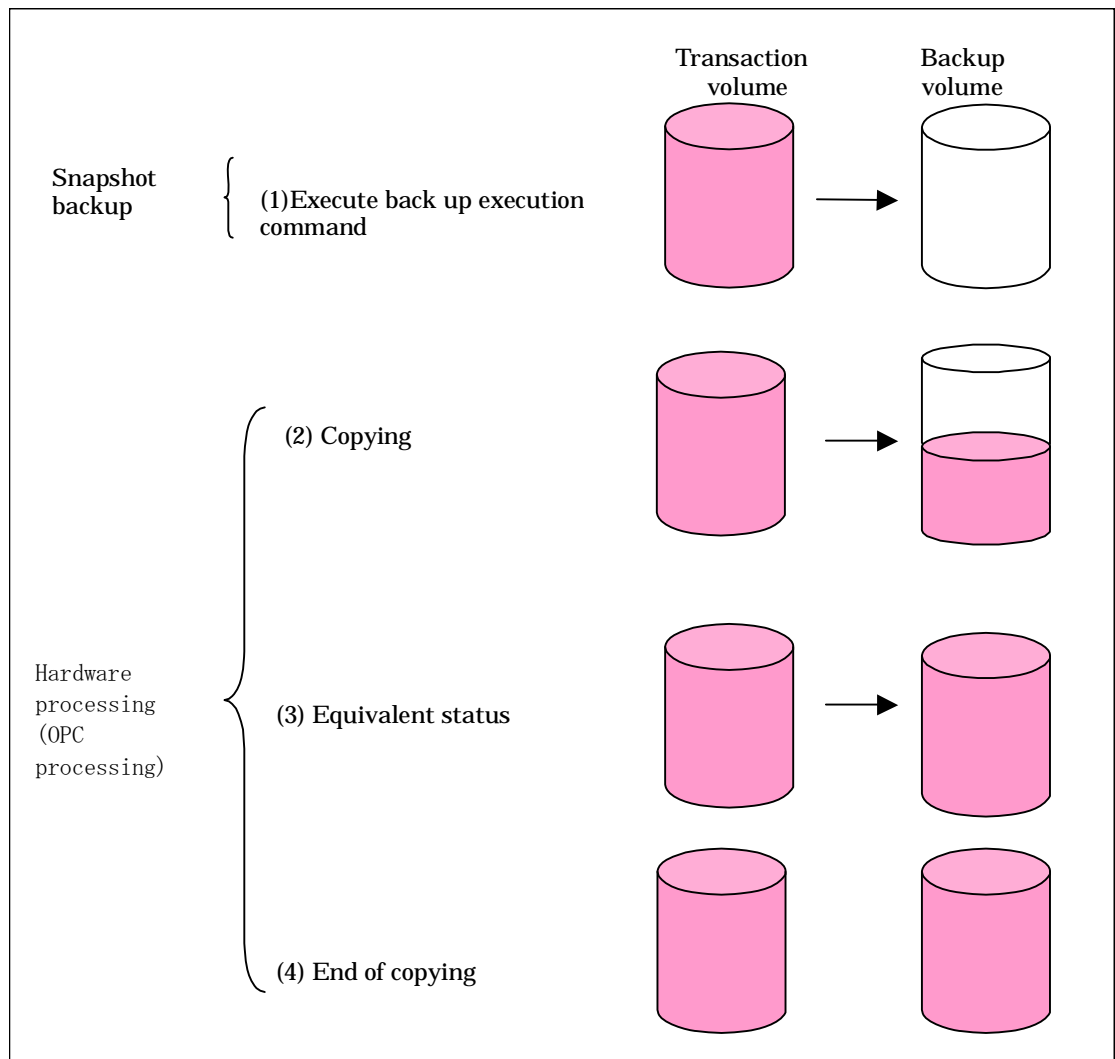 Transaction
volume
Backup
volume
Snapshot
backup
(1)Execute back up execution
command
(2) Copying
Hardware
processing
(OPC
processing)
(3) Equivalent status
(4) End of copying